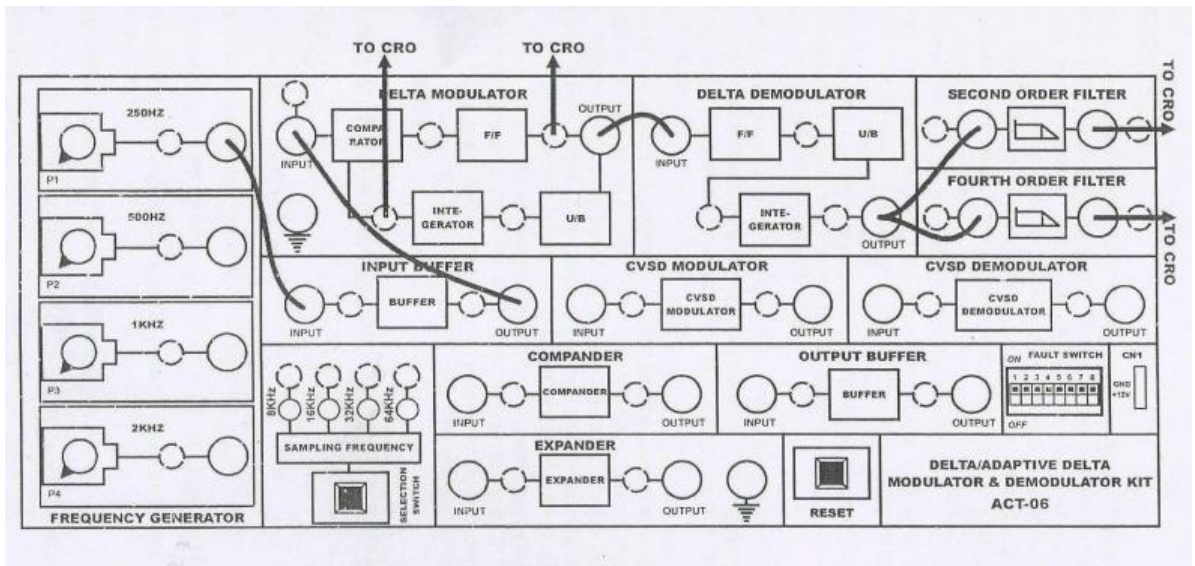 TO CRO
TO CRO
TO CRO
250HZ
P1
500HZ
P2
1KHZ
P3
2KHZ
P4
FREQUENCY GENERATOR
DELTA MODULATOR
INPUT
COMPA
RATOR
F/F
OUTPUT
INTE-
GERATOR
U/B
DELTA DEMODULATOR
INPUT
F/F
U/B
INTE-
GERATOR
OUTPUT
SECOND ORDER FILTER
FOURTH ORDER FILTER
TO CRO
INPUT BUFFER
INPUT
BUFFER
OUTPUT
CVSD MODULATOR
INPUT
CVSD
MODULATOR
OUTPUT
CVSD DEMODULATOR
INPUT
CVSD
DEMODULATOR
OUTPUT
8KHz
16KHz
32KHz
64KHz
SAMPLING FREQUENCY
SELECTION
SWITCH
COMPANDER
INPUT
COMPANDER
OUTPUT
OUTPUT BUFFER
INPUT
BUFFER
OUTPUT
ON FAULT SWITCH
1 2 3 4 5 6 7 8
OFF
CN1
GND
+12V
EXPANDER
INPUT
EXPANDER
OUTPUT
RESET
DELTA/ADAPTIVE DELTA
MODULATOR & DEMODULATOR KIT
ACT-06